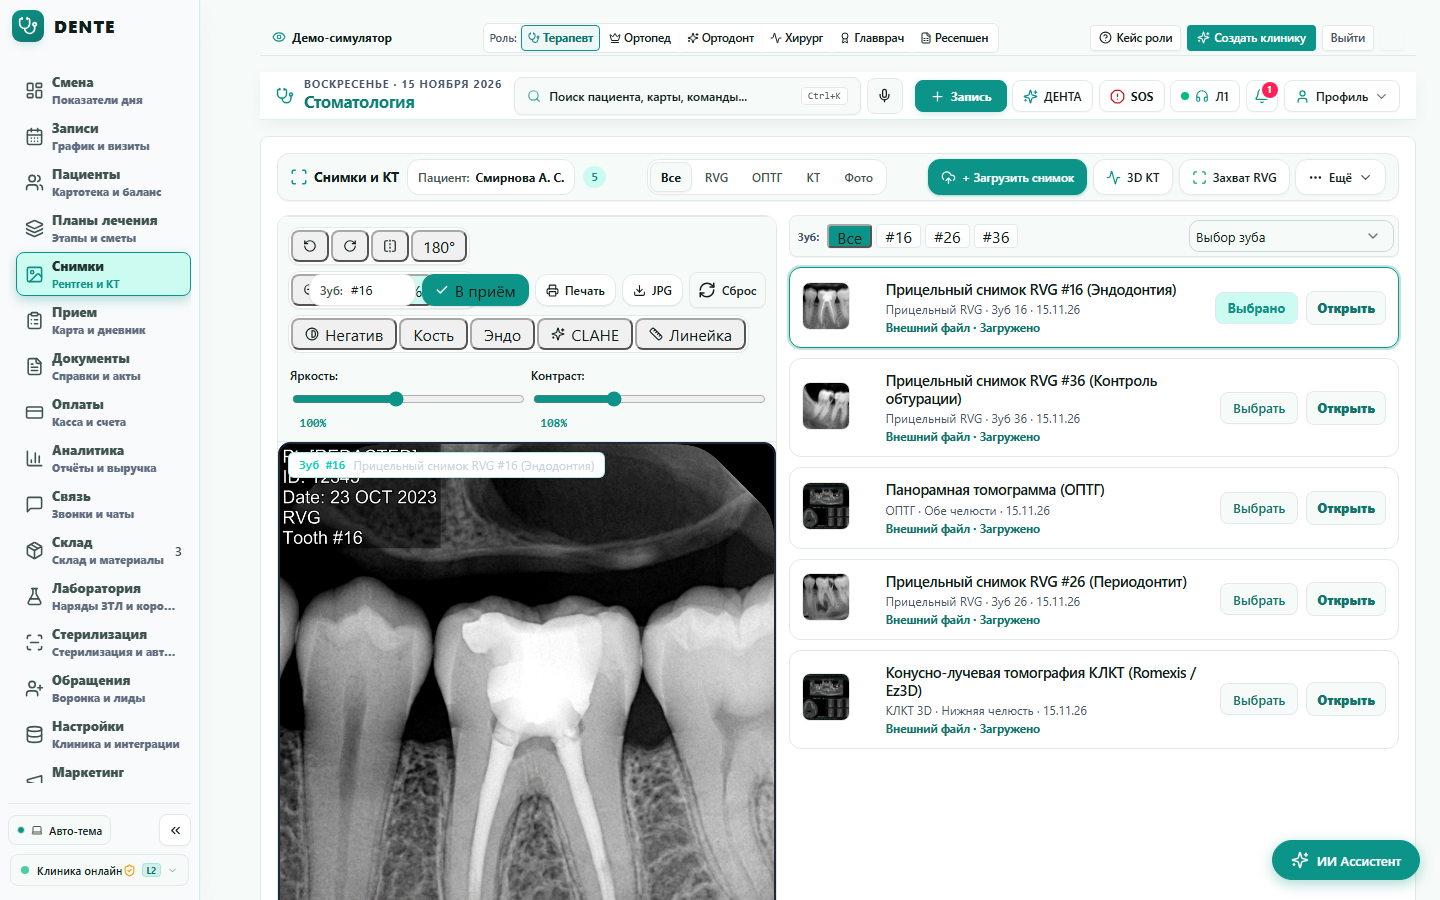 DENTE
Смена
Показатели дня
Записи
График и визиты
Пациенты
Картотека и баланс
Планы лечения
Этапы и сметы
Снимки
Рентген и КТ
Прием
Карта и дневник
Документы
Справки и акты
Оплаты
Касса и счета
Аналитика
Отчёты и выручка
Связь
Звонки и чаты
Склад
Склад и материалы
3
Лаборатория
Наряды ЗТЛ и коро...
Стерилизация
Стерилизация и авт...
Обращения
Воронка и лиды
Настройки
Клиника и интеграции
Маркетинг
Авто-тема
Клиника онлайн
L2
Демо-симулятор
Роль: Терапевт Ортопед Ортодонт Хирург Главврач Ресепшен
Кейс роли
Создать клинику
Выйти
ВОСКРЕСЕНЬЕ · 15 НОЯБРЯ 2026
Стоматология
Поиск пациента, карты, команды...
Ctrl+K
Запись
ДЕНТА
SOS
Л1
1
Профиль
Снимки и КТ
Пациент: Смирнова А. С.
5
Все RVG ОПТГ КТ Фото
+ Загрузить снимок
3D КТ
Захват RVG
Ещё
180°
Зуб: #16
В приём
Печать
JPG
Сброс
Негатив Кость Эндо CLAHE Линейка
Яркость:
100%
Контраст:
108%
Зуб #16 Прицельный снимок RVG #16 (Эндодонтия)
Date: 23 OCT 2023
RVG
Tooth #16
Зуб: Все #16 #26 #36
Выбор зуба
Прицельный снимок RVG #16 (Эндодонтия)
Прицельный RVG · Зуб 16 · 15.11.26
Внешний файл · Загружено
Выбрано
Открыть
Прицельный снимок RVG #36 (Контроль
обтурации)
Прицельный RVG · Зуб 36 · 15.11.26
Внешний файл · Загружено
Выбрать
Открыть
Панорамная томограмма (ОПТГ)
ОПТГ · Обе челюсти · 15.11.26
Внешний файл · Загружено
Выбрать
Открыть
Прицельный снимок RVG #26 (Периодонтит)
Прицельный RVG · Зуб 26 · 15.11.26
Внешний файл · Загружено
Выбрать
Открыть
Конусно-лучевая томография КЛКТ (Romexis /
Ez3D)
КЛКТ 3D · Нижняя челюсть · 15.11.26
Внешний файл · Загружено
Выбрать
Открыть
ИИ Ассистент